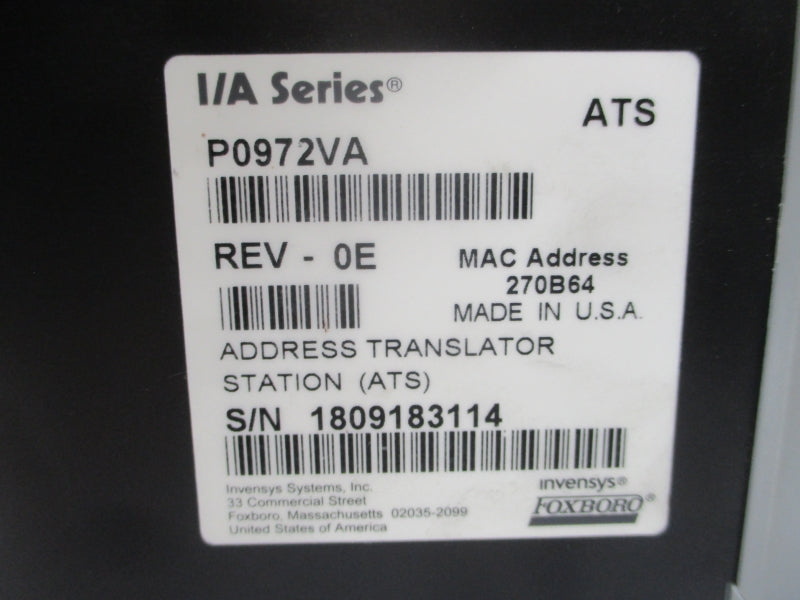 I/A Series®
ATS
P0972VA
REV - 0E
MAC Address
270B64
MADE IN U.S.A.
ADDRESS TRANSLATOR
STATION (ATS)
S/N 1809183114
Invensys Systems, Inc.
33 Commercial Street
Foxboro, Massachusetts 02035-2099
United States of America
invensys®
FOXBORO®